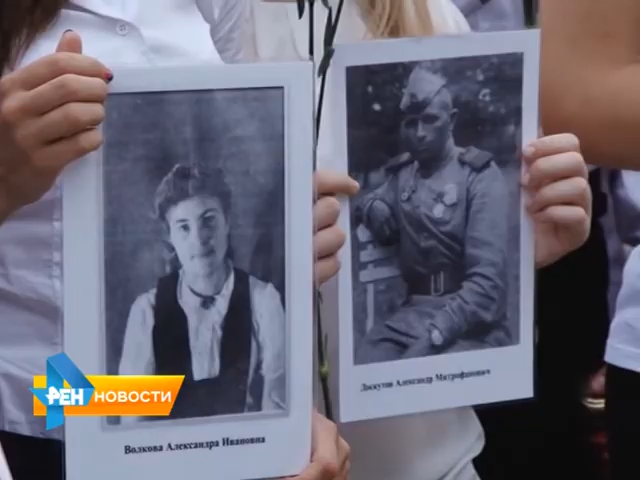 Волкова Александра Ивановна
Лоскутов Александр Митрофанович
РЕН НОВОСТИ